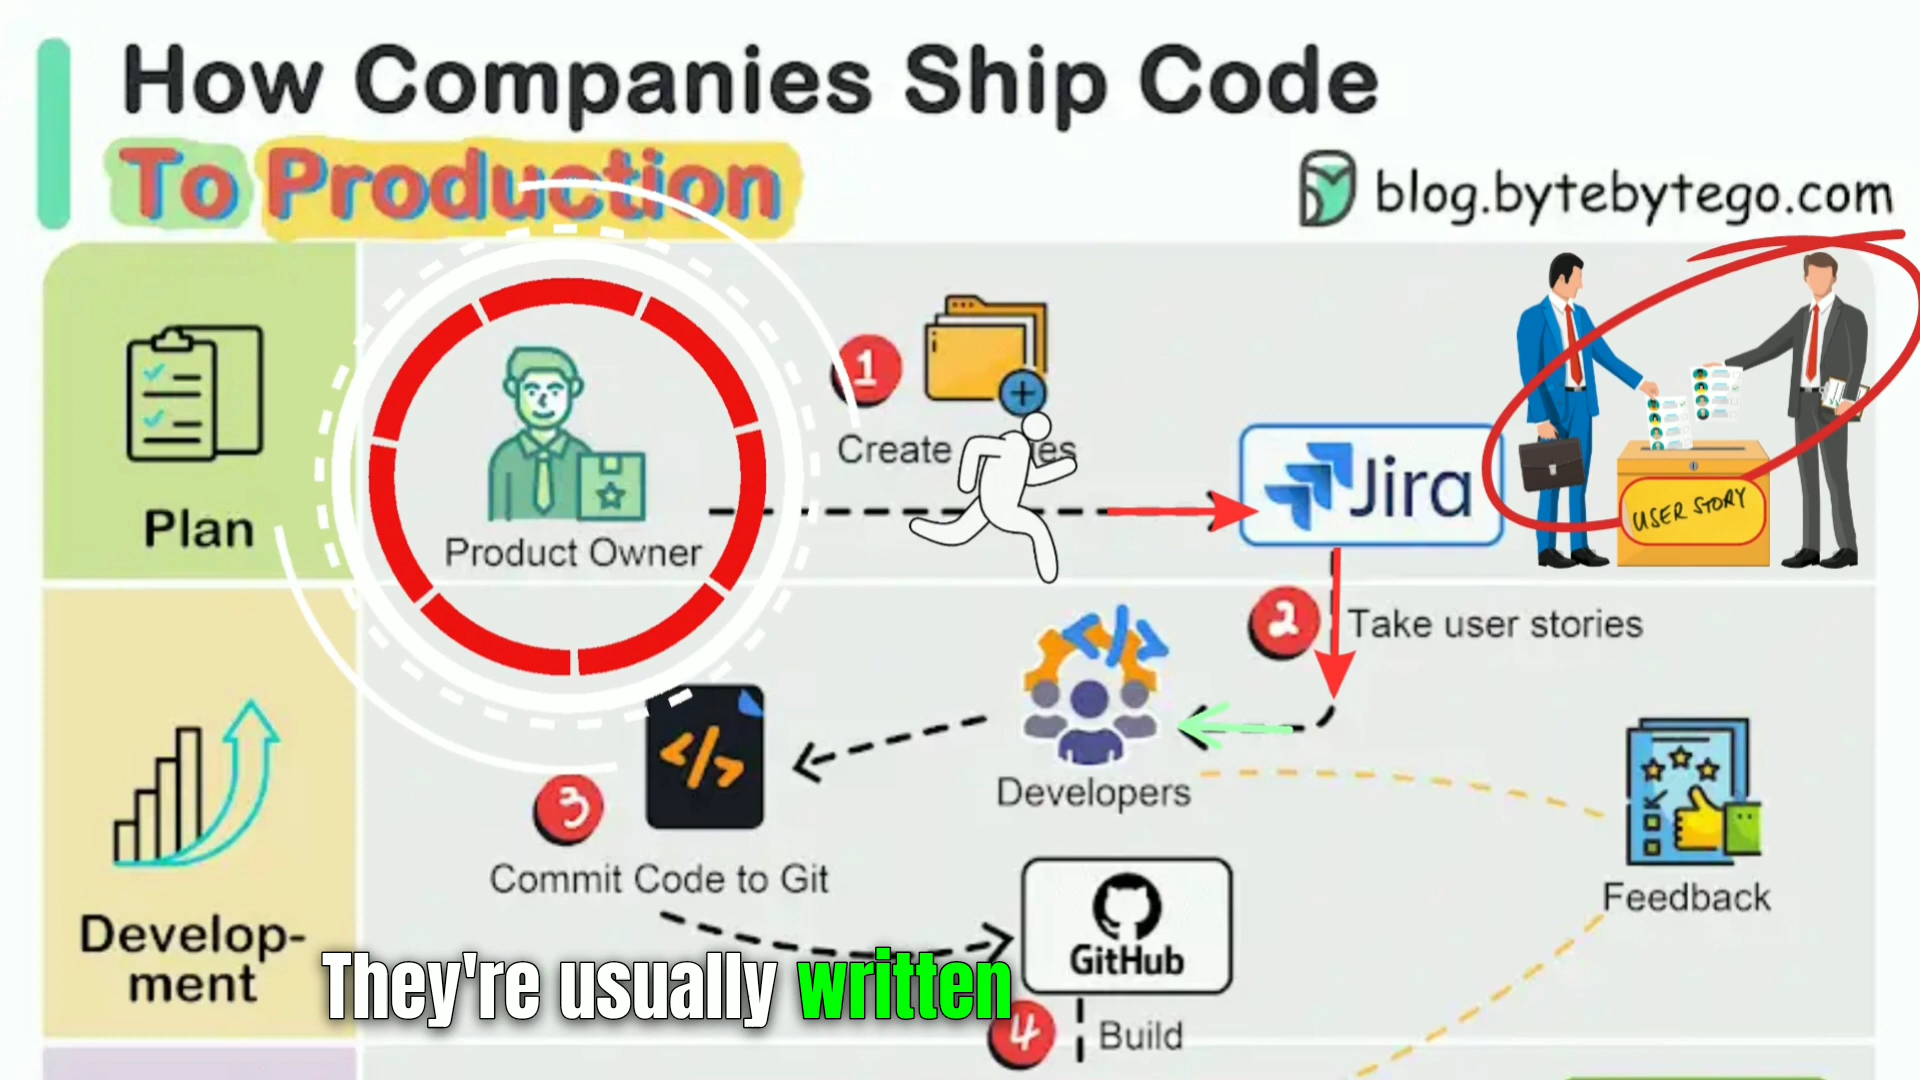 How Companies Ship Code
To Production
blog.bytebytego.com
Plan
Product Owner
1
Create
Jira
USER STORY
2
Take user stories
Developers
</>
3
Commit Code to Git
Feedback
Develop-
ment
GitHub
They're usually written
4
Build